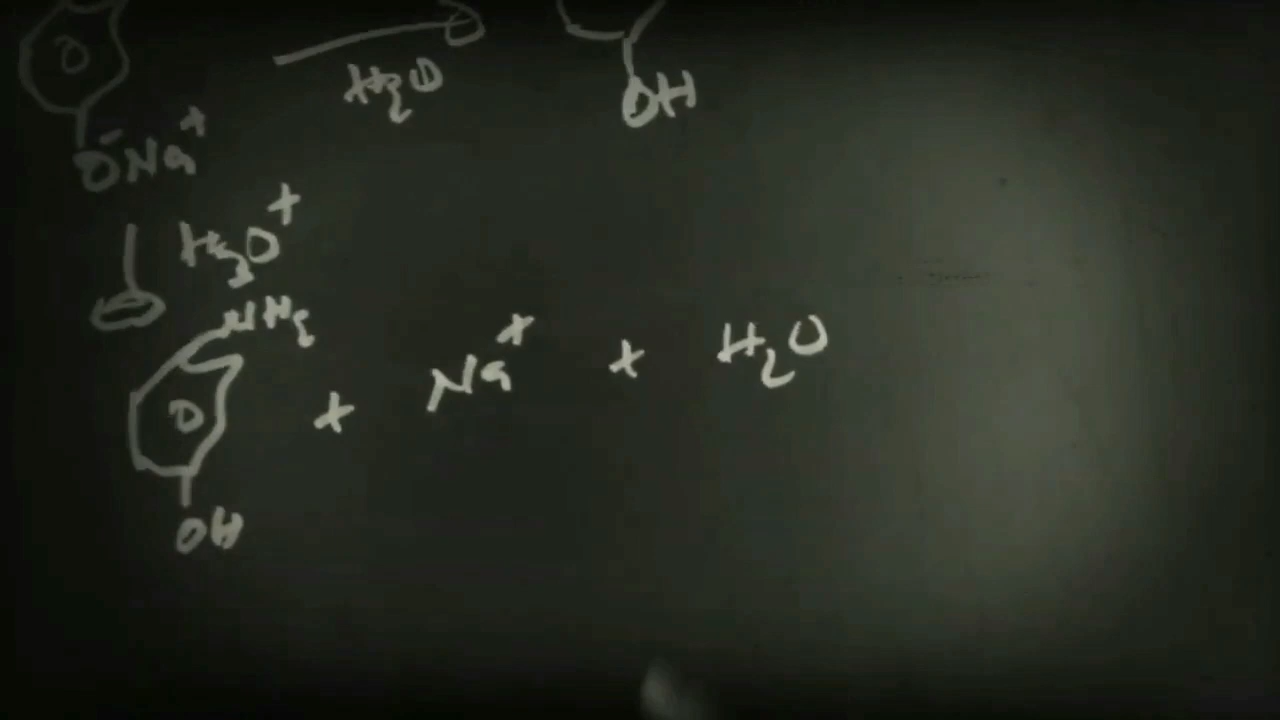 H₂O
OH
O⁻Na⁺
H₃O⁺
NH₂
+ Na⁺ + H₂O
OH